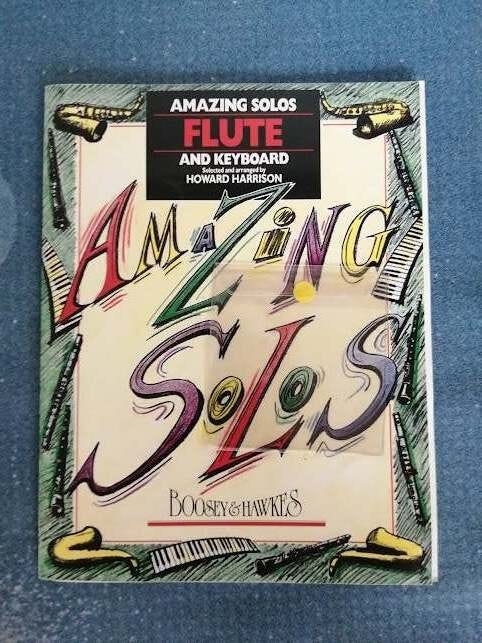 AMAZING SOLOS
FLUTE
AND KEYBOARD
Selected and arranged by
HOWARD HARRISON
AMAZING
SOLOS
BOOSEY & HAWKES